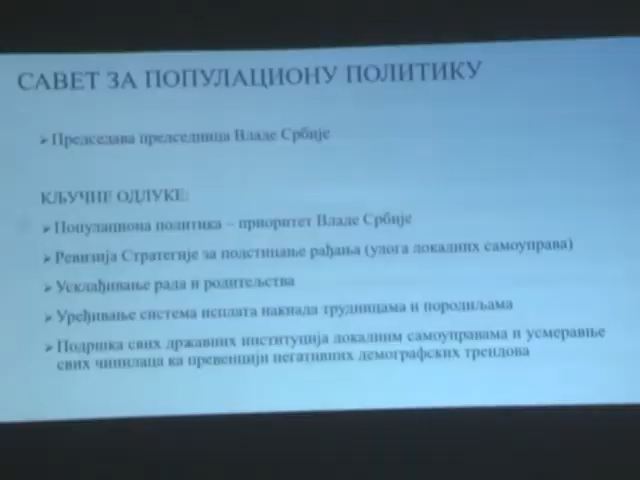 САВЕТ ЗА ПОПУЛАЦИОНУ ПОЛИТИКУ
➢ Председава председница Владе Србије
КЉУЧНЕ ОДЛУКЕ:
➢ Популациона политика – приоритет Владе Србије
➢ Ревизија Стратегије за подстицање рађања (улога локалних самоуправа)
➢ Усклађивање рада и родитељства
➢ Уређивање система исплата накнада трудницама и породиљама
➢ Подршка свих државних институција локалним самоуправама и усмеравње
свих чинилаца ка превенцији негативних демографских трендова